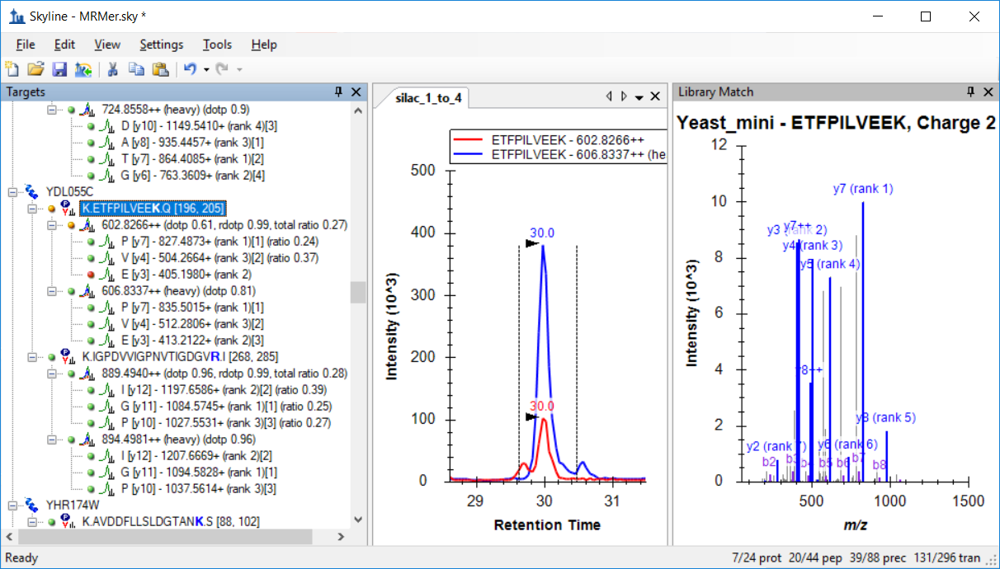 Skyline - MRMer.sky *
File Edit View Settings Tools Help
Targets
724.8558++ (heavy) (dotp 0.9)
D [y10] - 1149.5410+ (rank 4)[3]
A [y8] - 935.4457+ (rank 3)[1]
T [y7] - 864.4085+ (rank 1)[2]
G [y6] - 763.3609+ (rank 2)[4]
YDL055C
K.ETFPILVEEK.Q [196, 205]
602.8266++ (dotp 0.61, rdotp 0.99, total ratio 0.27)
P [y7] - 827.4873+ (rank 1)[1] (ratio 0.24)
V [y4] - 504.2664+ (rank 3)[2] (ratio 0.37)
E [y3] - 405.1980+ (rank 2)
606.8337++ (heavy) (dotp 0.81)
P [y7] - 835.5015+ (rank 1)[1]
V [y4] - 512.2806+ (rank 3)[2]
E [y3] - 413.2122+ (rank 2)[3]
K.IGPDVVIGPNVTIGDGVR.I [268, 285]
889.4940++ (dotp 0.96, rdotp 0.99, total ratio 0.28)
I [y12] - 1197.6586+ (rank 2)[2] (ratio 0.39)
G [y11] - 1084.5745+ (rank 1)[1] (ratio 0.25)
P [y10] - 1027.5531+ (rank 3)[3] (ratio 0.27)
894.4981++ (heavy) (dotp 0.96)
I [y12] - 1207.6669+ (rank 2)[2]
G [y11] - 1094.5828+ (rank 1)[1]
P [y10] - 1037.5614+ (rank 3)[3]
YHR174W
K.AVDDFLLSLDGTANK.S [88, 102]
silac_1_to_4
ETFPILVEEK - 602.8266++
ETFPILVEEK - 606.8337++ (he
500
400
300
200
100
0
Intensity (10^3)
30.0
30.0
29 30 31
Retention Time
Library Match
Yeast_mini - ETFPILVEEK, Charge 2
12
10
8
6
4
2
0
Intensity (10^3)
y7 (rank 1)
y7++
y3 (rank 2)
y4 (rank 3)
y5 (rank 4)
y8++
y8 (rank 5)
y2 (rank 7)
y6 (rank 6)
b2 b3 b4 b5 b6 b7 b8
500 1000 1500
m/z
Ready
7/24 prot 20/44 pep 39/88 prec 131/296 tran